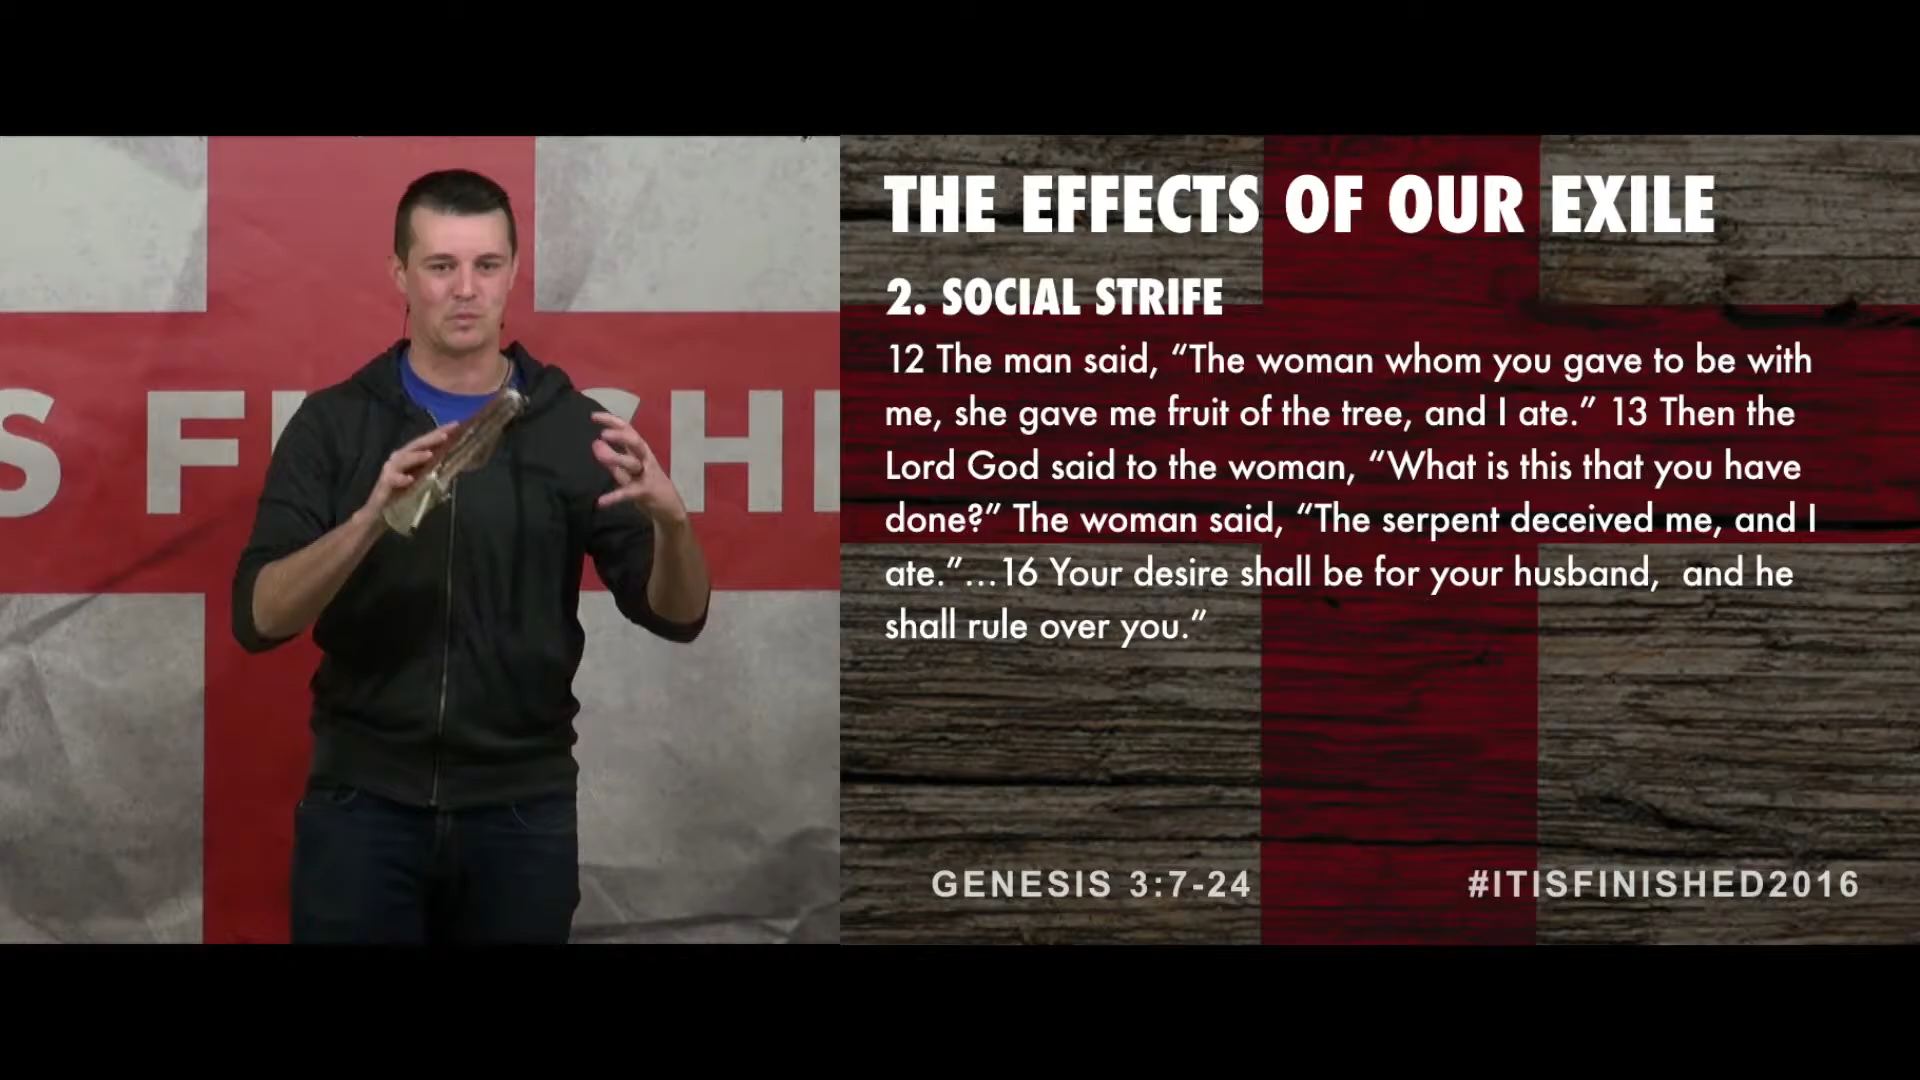 S FI SHI
THE EFFECTS OF OUR EXILE
2. SOCIAL STRIFE
12 The man said, “The woman whom you gave to be with
me, she gave me fruit of the tree, and I ate.” 13 Then the
Lord God said to the woman, “What is this that you have
done?” The woman said, “The serpent deceived me, and I
ate.”...16 Your desire shall be for your husband,  and he
shall rule over you.”
GENESIS 3:7-24
#ITISFINISHED2016